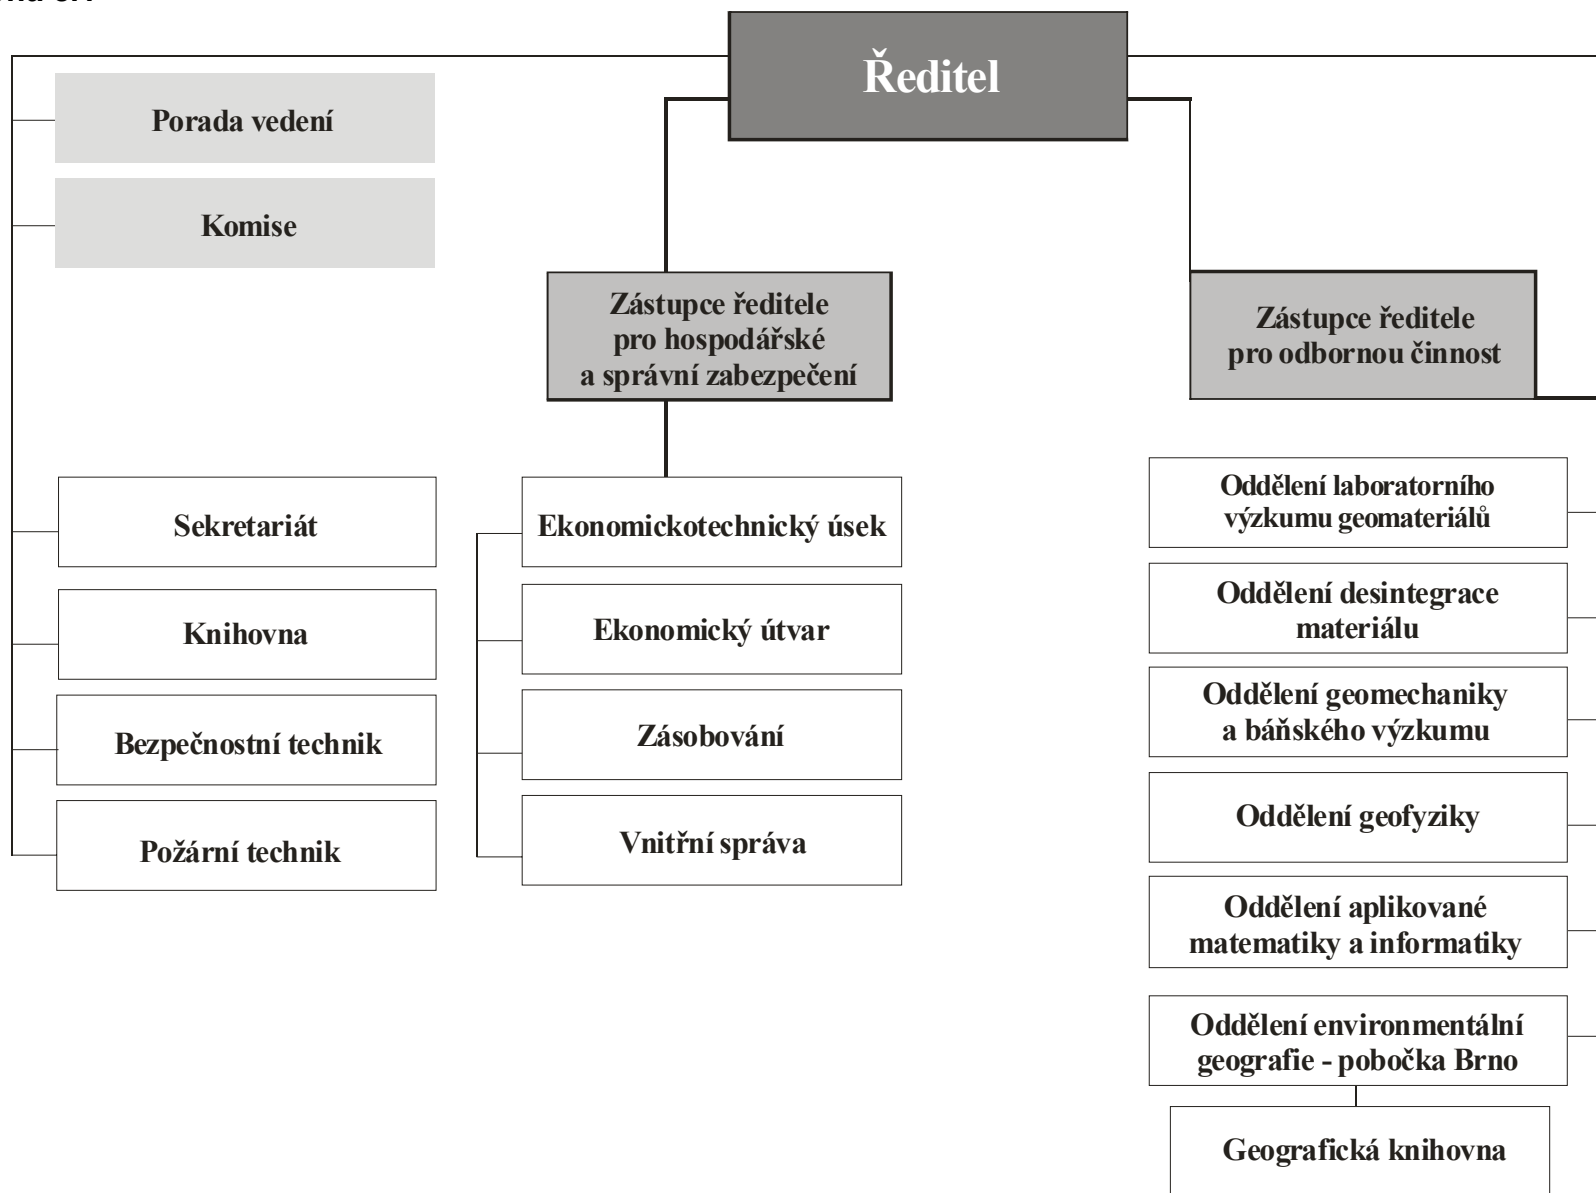 Ředitel
Porada vedení
Komise
Zástupce ředitele
pro hospodářské
a správní zabezpečení
Zástupce ředitele
pro odbornou činnost
Sekretariát
Knihovna
Bezpečnostní technik
Požární technik
Ekonomickotechnický úsek
Ekonomický útvar
Zásobování
Vnitřní správa
Oddělení laboratorního
výzkumu geomateriálů
Oddělení desintegrace
materiálu
Oddělení geomechaniky
a báňského výzkumu
Oddělení geofyziky
Oddělení aplikované
matematiky a informatiky
Oddělení environmentální
geografie - pobočka Brno
Geografická knihovna